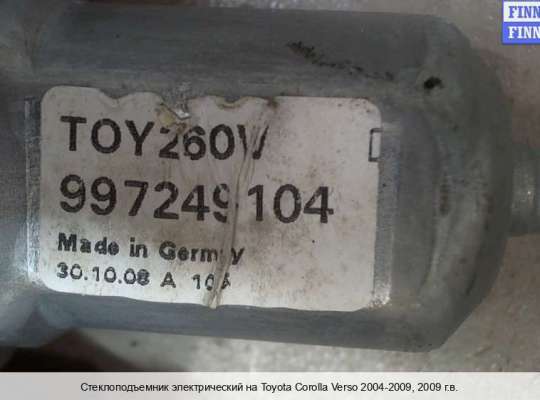 FINN
FINN
TOY260V
997249104
Made in Germany
30.10.08 A 10A
Стеклоподъемник электрический на Toyota Corolla Verso 2004-2009, 2009 г.в.